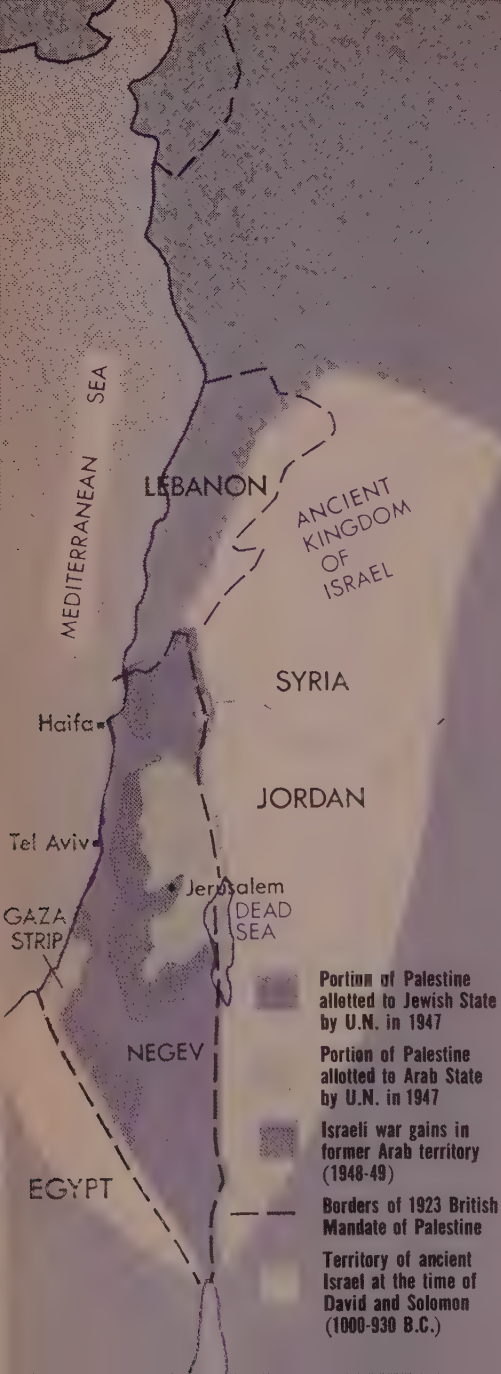 MEDITERRANEAN SEA
LEBANON
ANCIENT
KINGDOM
OF
ISRAEL
SYRIA
Haifa
JORDAN
Tel Aviv
Jerusalem
DEAD
SEA
GAZA
STRIP
NEGEV
EGYPT
Portion of Palestine
allotted to Jewish State
by U.N. in 1947
Portion of Palestine
allotted to Arab State
by U.N. in 1947
Israeli war gains in
former Arab territory
(1948-49)
Borders of 1923 British
Mandate of Palestine
Territory of ancient
Israel at the time of
David and Solomon
(1000-930 B.C.)